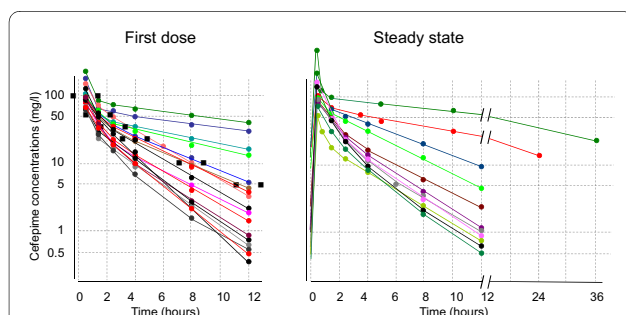 First dose
Steady state
Cefepime concentrations (mg/l)
100
50
10
5
1
0.5
0 2 4 6 8 10 12
Time (hours)
0 2 4 6 8 10 12 24 36
Time (hours)